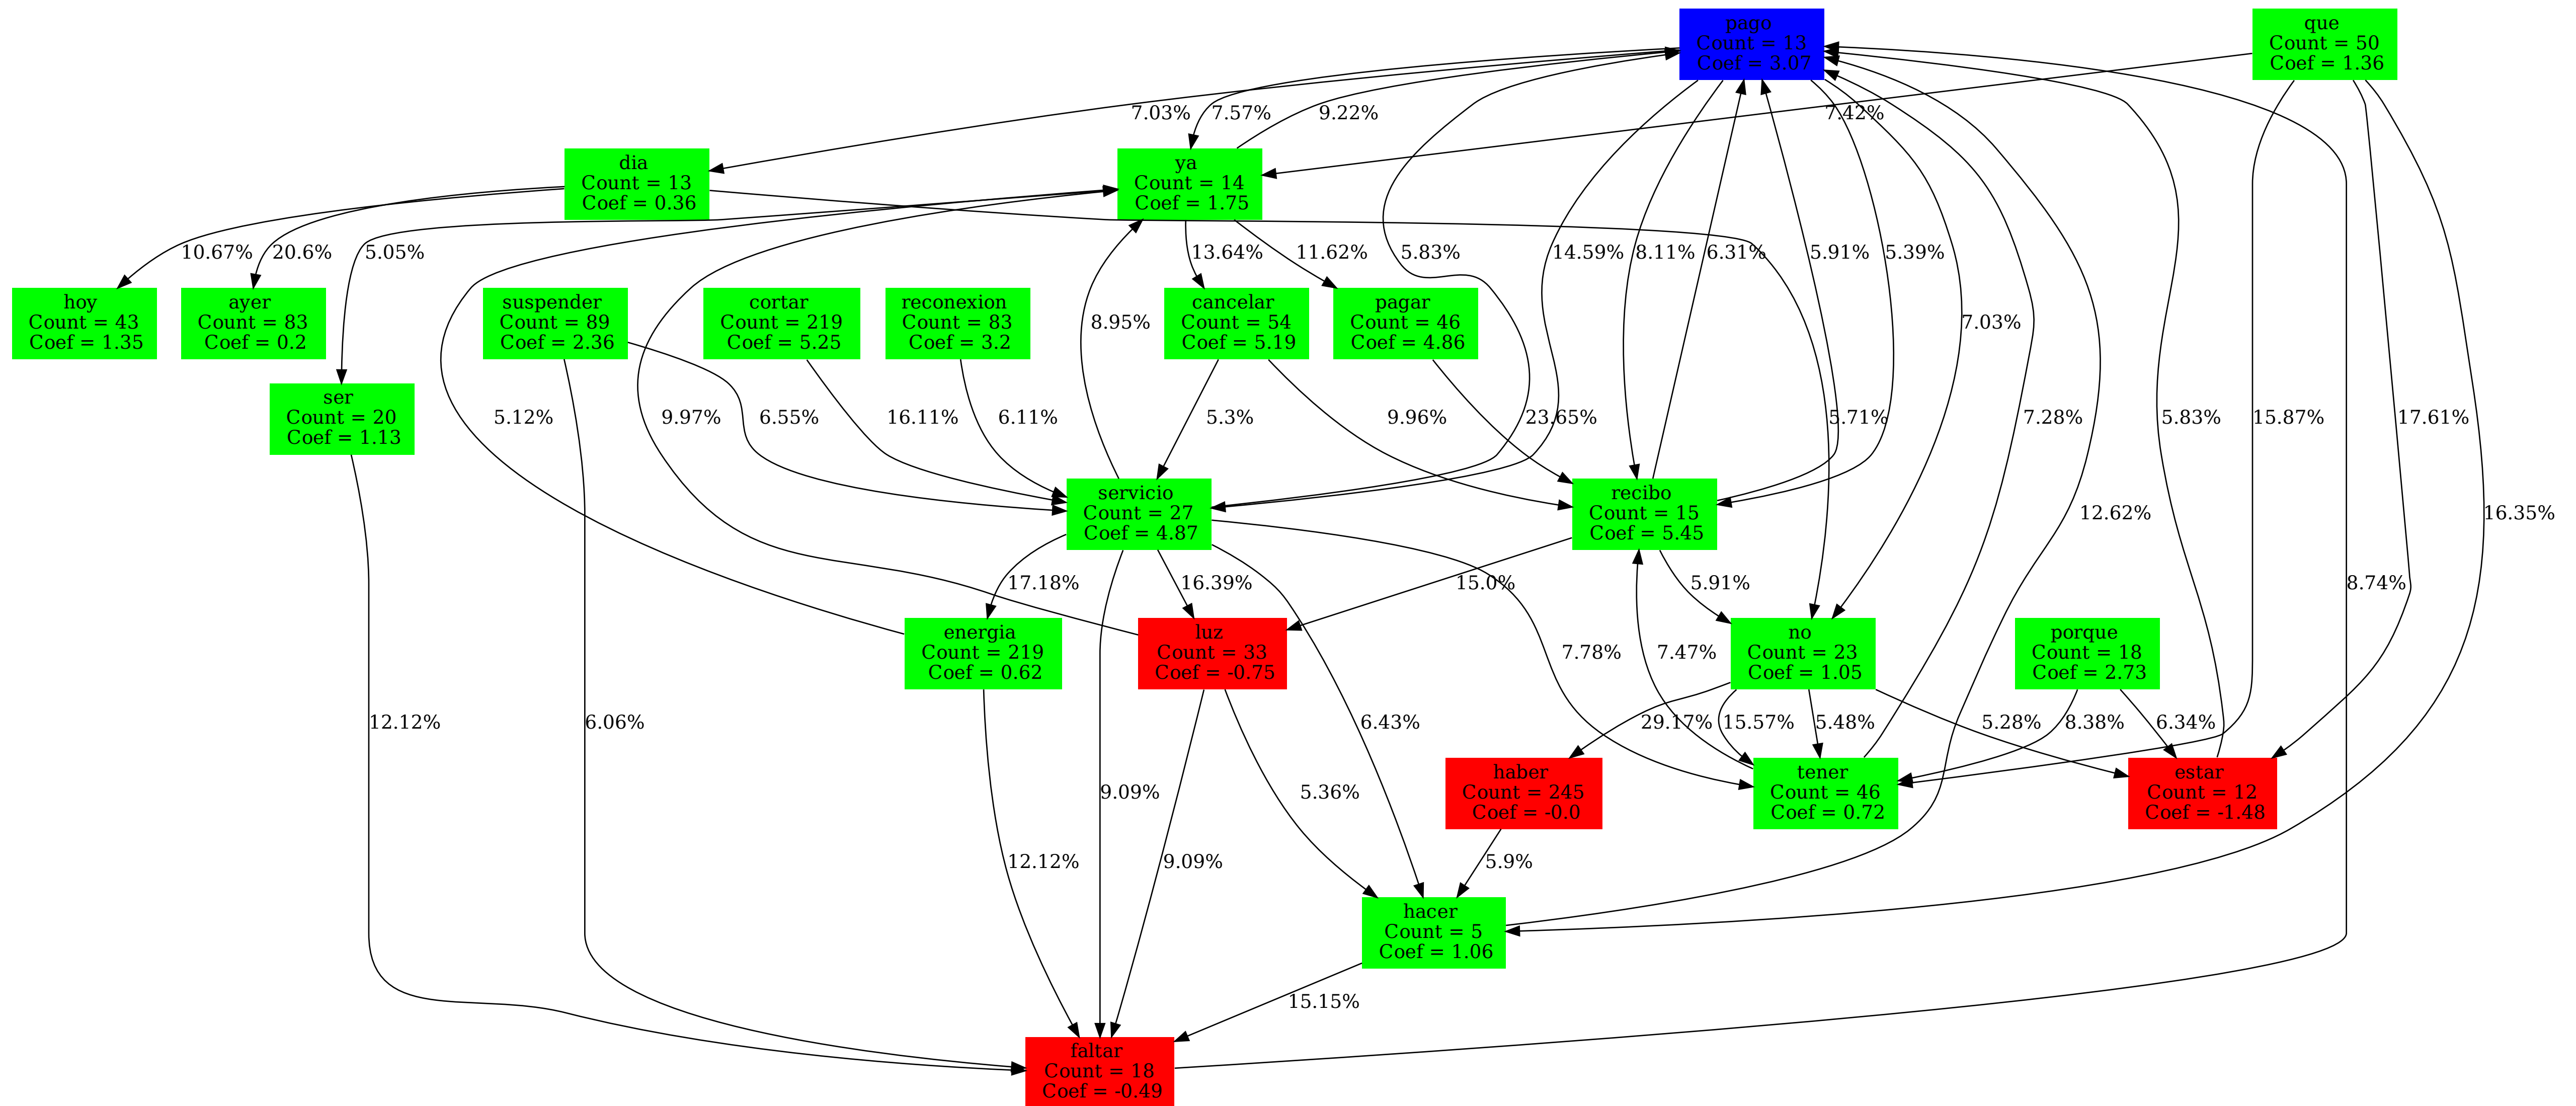 pago
Count = 13
Coef = 3.07
que
Count = 50
Coef = 1.36
7.03%
7.57%
9.22%
7.42%
dia
Count = 13
Coef = 0.36
ya
Count = 14
Coef = 1.75
10.67%
20.6%
5.05%
13.64%
11.62%
5.83%
14.59%
8.11%
6.31%
5.91%
5.39%
hoy
Count = 43
Coef = 1.35
ayer
Count = 83
Coef = 0.2
suspender
Count = 89
Coef = 2.36
cortar
Count = 219
Coef = 5.25
reconexion
Count = 83
Coef = 3.2
8.95%
cancelar
Count = 54
Coef = 5.19
pagar
Count = 46
Coef = 4.86
7.03%
ser
Count = 20
Coef = 1.13
5.12%
9.97%
6.55%
16.11%
6.11%
5.3%
9.96%
23.65%
5.71%
7.28%
5.83%
15.87%
17.61%
servicio
Count = 27
Coef = 4.87
recibo
Count = 15
Coef = 5.45
12.62%
16.35%
17.18%
16.39%
15.0%
5.91%
8.74%
energia
Count = 219
Coef = 0.62
luz
Count = 33
Coef = -0.75
7.78%
7.47%
no
Count = 23
Coef = 1.05
porque
Count = 18
Coef = 2.73
12.12%
6.06%
6.43%
29.17%
15.57%
5.48%
5.28%
8.38%
6.34%
9.09%
5.36%
haber
Count = 245
Coef = -0.0
tener
Count = 46
Coef = 0.72
estar
Count = 12
Coef = -1.48
12.12%
9.09%
5.9%
hacer
Count = 5
Coef = 1.06
15.15%
faltar
Count = 18
Coef = -0.49